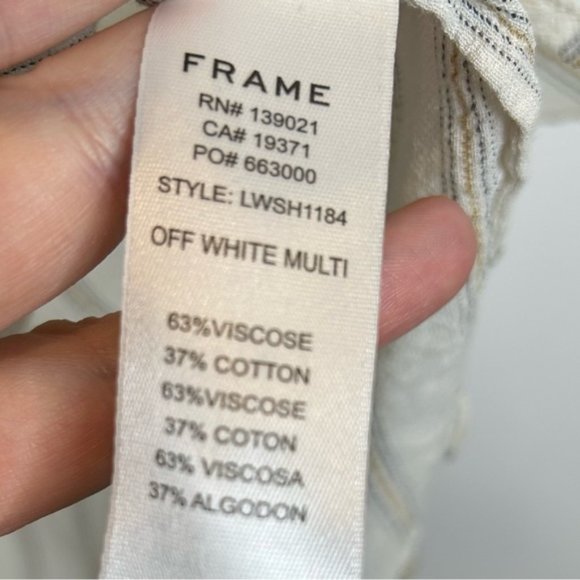 FRAME
RN# 139021
CA# 19371
PO# 663000
STYLE: LWSH1184
OFF WHITE MULTI
63%VISCOSE
37% COTTON
63%VISCOSE
37% COTON
63% VISCOSA
37% ALGODON